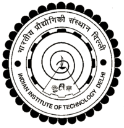 भारतीय प्रौद्योगिकी संस्थान दिल्ली
INDIAN INSTITUTE OF TECHNOLOGY DELHI